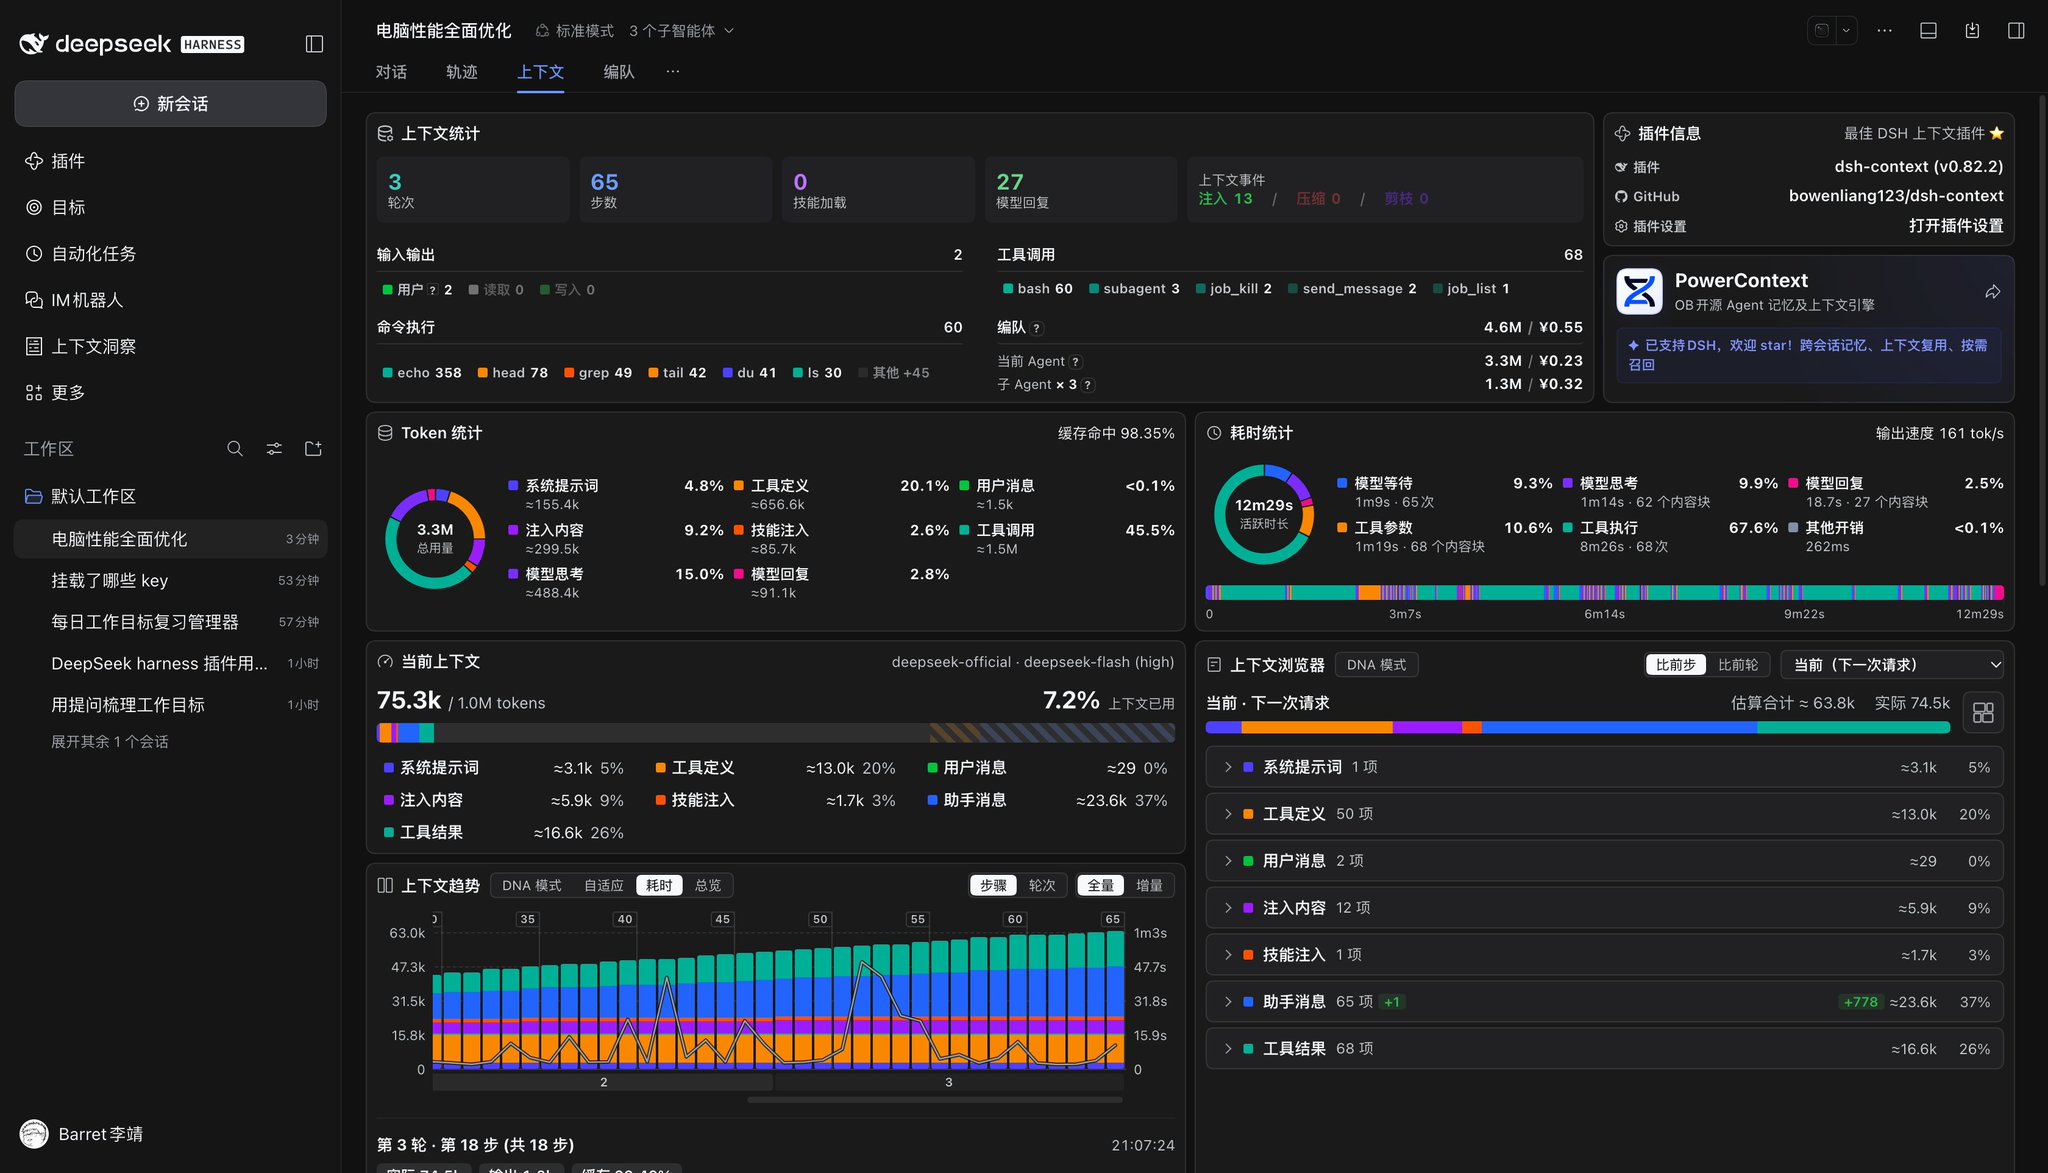 deepseek HARNESS
新会话
插件
目标
自动化任务
IM机器人
上下文洞察
更多
工作区
默认工作区
电脑性能全面优化 3分钟
挂载了哪些 key 53分钟
每日工作目标复习管理器 57分钟
DeepSeek harness 插件用... 1小时
用提问梳理工作目标 1小时
展开其余 1 个会话
Barret李靖
电脑性能全面优化 标准模式 3 个子智能体
对话 轨迹 上下文 编队 ...
上下文统计
3 轮次
65 步数
0 技能加载
27 模型回复
上下文事件
注入 13 / 压缩 0 / 剪枝 0
输入输出 2
用户 ? 2 读取 0 写入 0
命令执行 60
echo 358 head 78 grep 49 tail 42 du 41 ls 30 其他 +45
工具调用 68
bash 60 subagent 3 job_kill 2 send_message 2 job_list 1
编队 ? 4.6M / ¥0.55
当前 Agent ? 3.3M / ¥0.23
子 Agent × 3 ? 1.3M / ¥0.32
插件信息 最佳 DSH 上下文插件
插件 dsh-context (v0.82.2)
GitHub bowenliang123/dsh-context
插件设置 打开插件设置
PowerContext
OB开源 Agent 记忆及上下文引擎
已支持DSH，欢迎 star！跨会话记忆、上下文复用、按需
召回
Token 统计 缓存命中 98.35%
3.3M
总用量
系统提示词 4.8% 工具定义 20.1% 用户消息 <0.1%
≈155.4k ≈656.6k ≈1.5k
注入内容 9.2% 技能注入 2.6% 工具调用 45.5%
≈299.5k ≈85.7k ≈1.5M
模型思考 15.0% 模型回复 2.8%
≈488.4k ≈91.1k
耗时统计 输出速度 161 tok/s
12m29s
活跃时长
模型等待 9.3% 模型思考 9.9% 模型回复 2.5%
1m9s · 65次 1m14s · 62 个内容块 18.7s · 27 个内容块
工具参数 10.6% 工具执行 67.6% 其他开销 <0.1%
1m19s · 68 个内容块 8m26s · 68次 262ms
0 3m7s 6m14s 9m22s 12m29s
当前上下文 deepseek-official · deepseek-flash (high)
75.3k / 1.0M tokens 7.2% 上下文已用
系统提示词 ≈3.1k 5% 工具定义 ≈13.0k 20% 用户消息 ≈29 0%
注入内容 ≈5.9k 9% 技能注入 ≈1.7k 3% 助手消息 ≈23.6k 37%
工具结果 ≈16.6k 26%
上下文趋势 DNA 模式 自适应 耗时 总览 步骤 轮次 全量 增量
35 40 45 50 55 60 65
63.0k 1m3s
47.3k 47.7s
31.5k 31.8s
15.8k 15.9s
0 0
2 3
第 3 轮 · 第 18 步 (共 18 步) 21:07:24
上下文浏览器 DNA 模式 比前步 比前轮 当前（下一次请求）
当前 · 下一次请求 估算合计 ≈ 63.8k 实际 74.5k
系统提示词 1 项 ≈3.1k 5%
工具定义 50 项 ≈13.0k 20%
用户消息 2 项 ≈29 0%
注入内容 12 项 ≈5.9k 9%
技能注入 1 项 ≈1.7k 3%
助手消息 65 项 +1 +778 ≈23.6k 37%
工具结果 68 项 ≈16.6k 26%